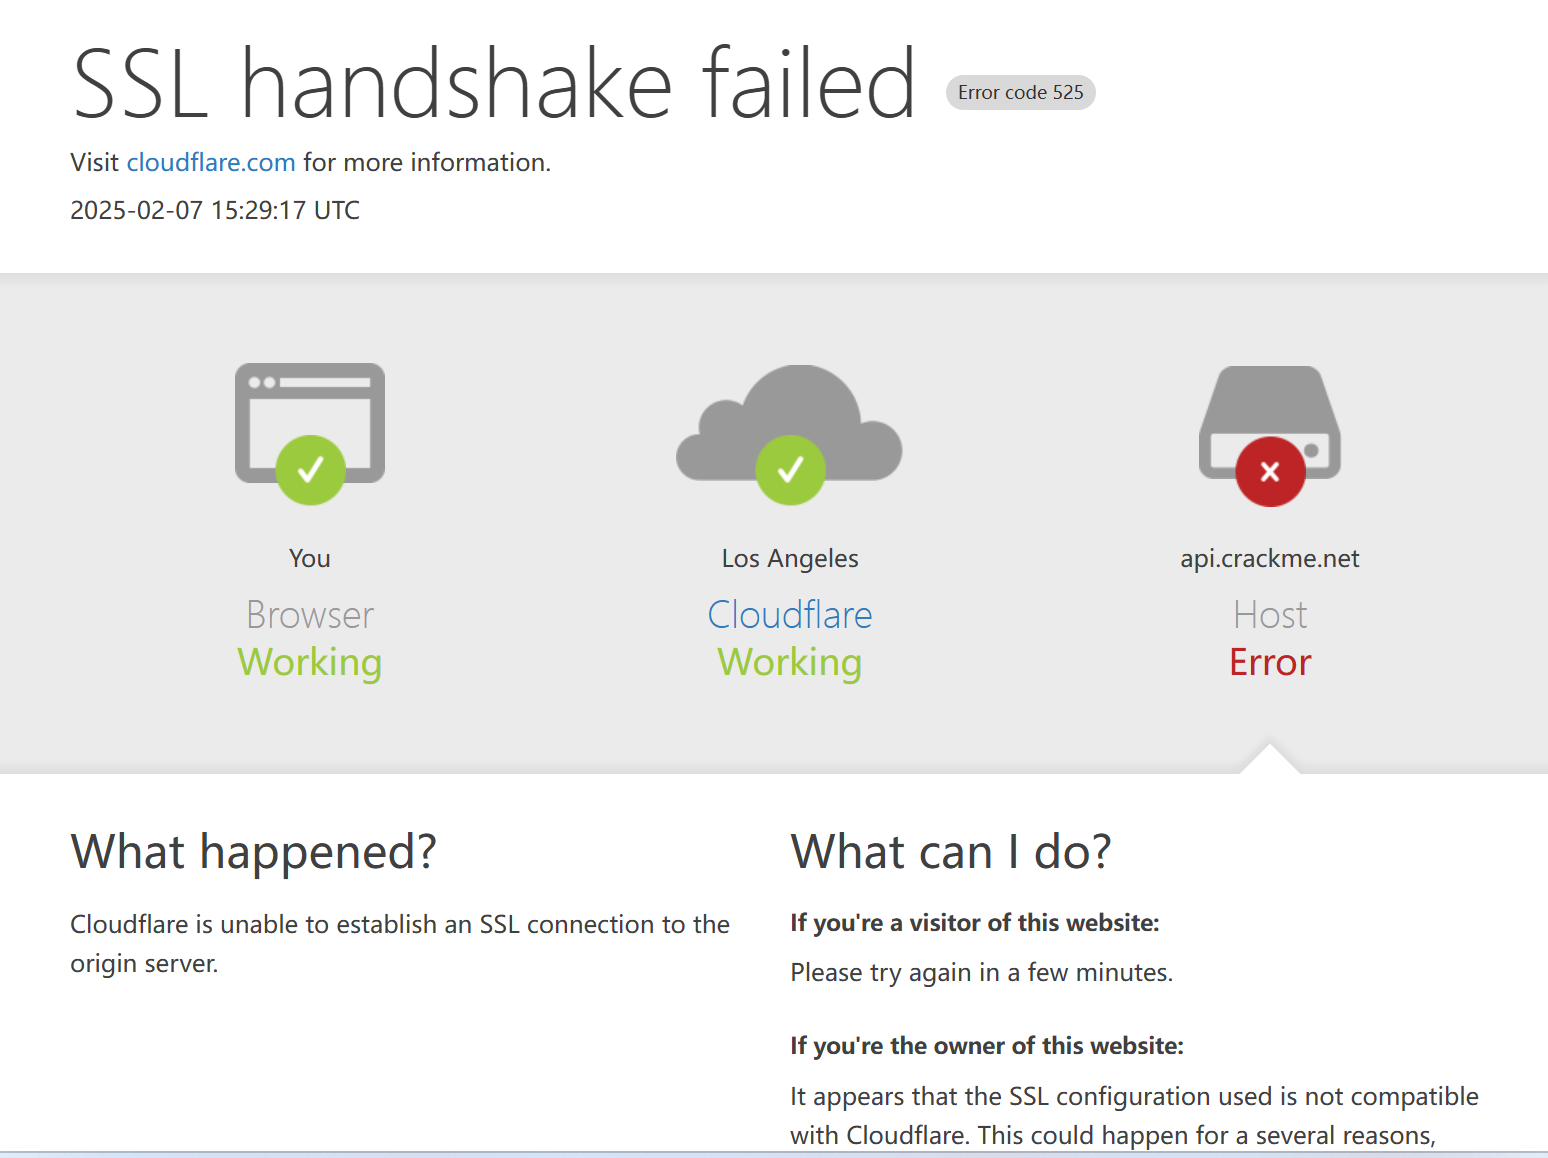 SSL handshake failed Error code 525
Visit cloudflare.com for more information.
2025-02-07 15:29:17 UTC
You
Browser
Working
Los Angeles
Cloudflare
Working
api.crackme.net
Host
Error
What happened?
Cloudflare is unable to establish an SSL connection to the
origin server.
What can I do?
If you're a visitor of this website:
Please try again in a few minutes.
If you're the owner of this website:
It appears that the SSL configuration used is not compatible
with Cloudflare. This could happen for a several reasons,